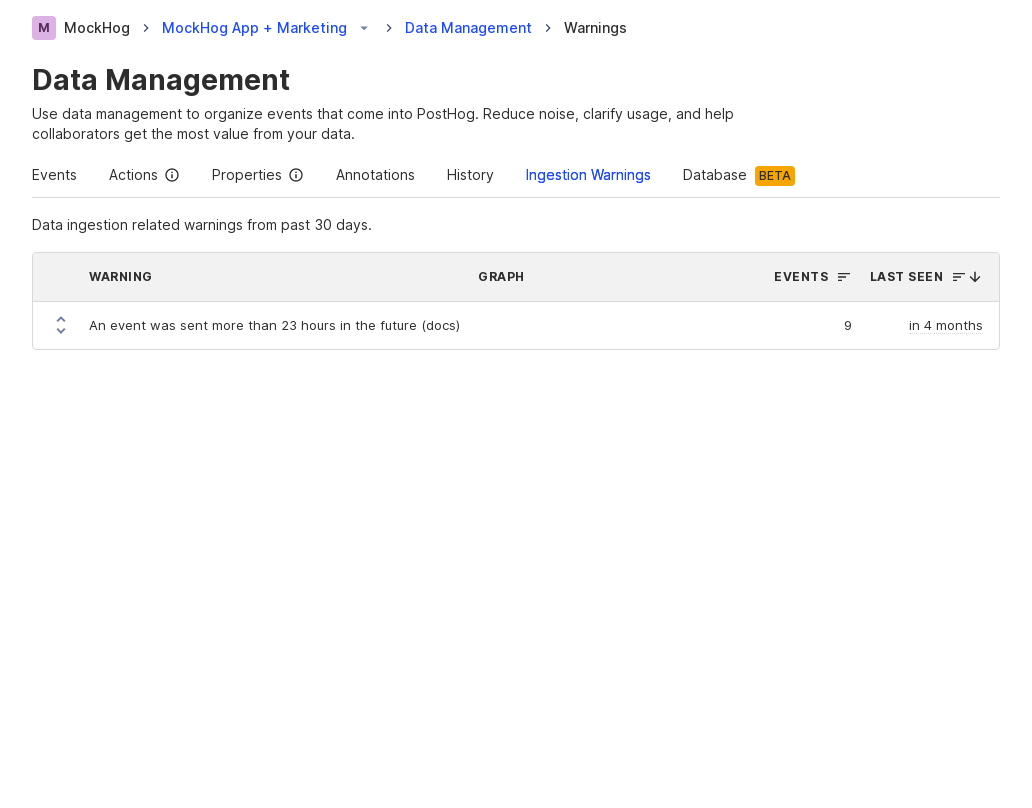 M MockHog MockHog App + Marketing Data Management Warnings
Data Management
Use data management to organize events that come into PostHog. Reduce noise, clarify usage, and help
collaborators get the most value from your data.
Events Actions Properties Annotations History Ingestion Warnings Database BETA
Data ingestion related warnings from past 30 days.
WARNING GRAPH EVENTS LAST SEEN
An event was sent more than 23 hours in the future (docs) 9 in 4 months